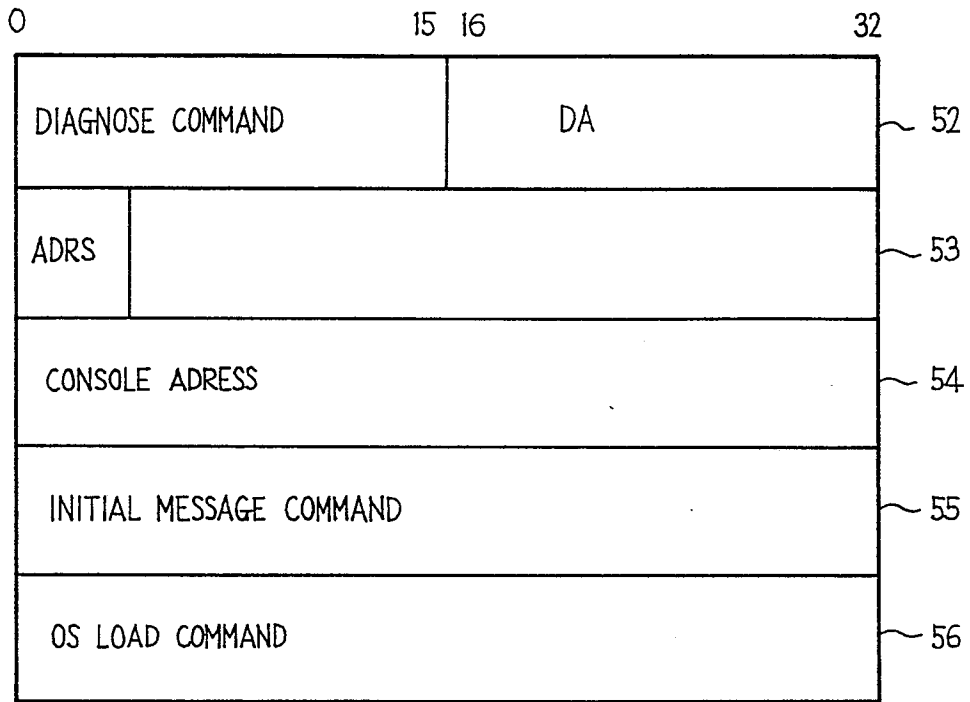 0 15 16 32
DIAGNOSE COMMAND DA 52
ADRS 53
CONSOLE ADRESS 54
INITIAL MESSAGE COMMAND 55
OS LOAD COMMAND 56